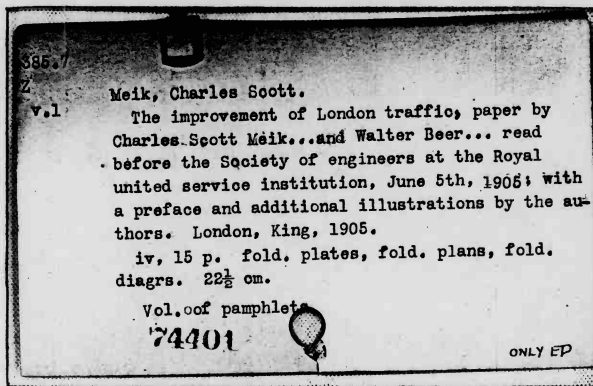 385.7
Z
v.1
Meik, Charles Scott.
The improvement of London traffic; paper by
Charles Scott Meik...and Walter Beer... read
before the Society of engineers at the Royal
united service institution, June 5th, 1905; with
a preface and additional illustrations by the au-
thors. London, King, 1905.
iv, 15 p. fold. plates, fold. plans, fold.
diagrs. 22½ cm.
Vol.oof pamphlets
74401
ONLY ED